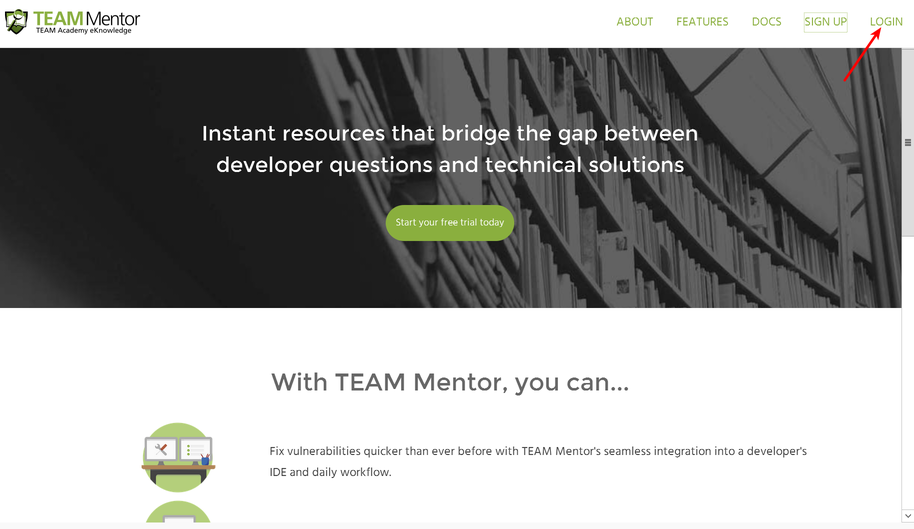 TEAM Mentor
TEAM Academy eKnowledge
ABOUT FEATURES DOCS SIGN UP LOGIN
Instant resources that bridge the gap between
developer questions and technical solutions
Start your free trial today
With TEAM Mentor, you can...
Fix vulnerabilities quicker than ever before with TEAM Mentor's seamless integration into a developer's
IDE and daily workflow.